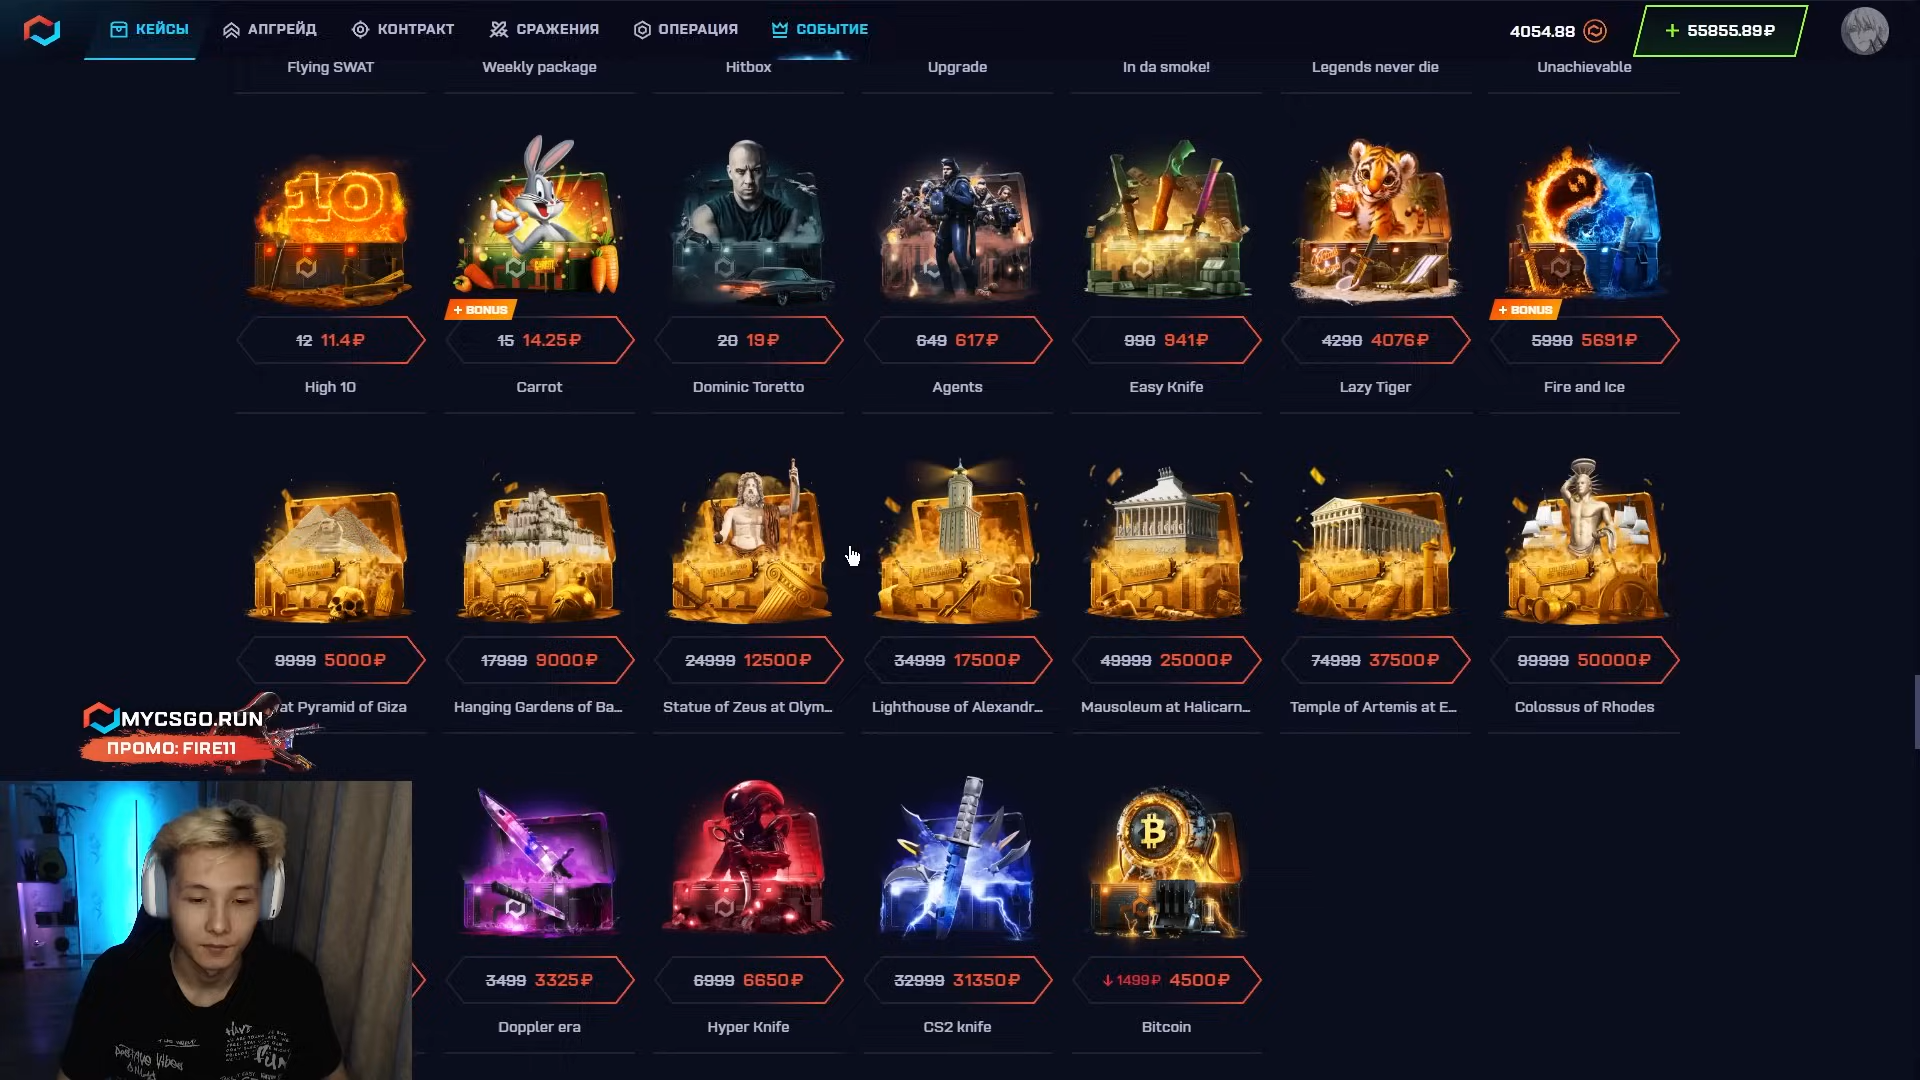 КЕЙСЫ АПГРЕЙД КОНТРАКТ СРАЖЕНИЯ ОПЕРАЦИЯ СОБЫТИЕ 4054.88 + 55855.89₽
Flying SWAT Weekly package Hitbox Upgrade In da smoke! Legends never die Unachievable
10
+ BONUS + BONUS
12 11.4₽ 15 14.25₽ 20 19₽ 649 617₽ 990 941₽ 4290 4076₽ 5990 5691₽
High 10 Carrot Dominic Toretto Agents Easy Knife Lazy Tiger Fire and Ice
9999 5000₽ 17999 9000₽ 24999 12500₽ 34999 17500₽ 49999 25000₽ 74999 37500₽ 99999 50000₽
at Pyramid of Giza Hanging Gardens of Ba... Statue of Zeus at Olym... Lighthouse of Alexandr... Mausoleum at Halicarn... Temple of Artemis at E... Colossus of Rhodes
MYCSGO.RUN
ПРОМО: FIRE11
3499 3325₽ 6999 6650₽ 32999 31350₽ ↓1499₽ 4500₽
Doppler era Hyper Knife CS2 knife Bitcoin